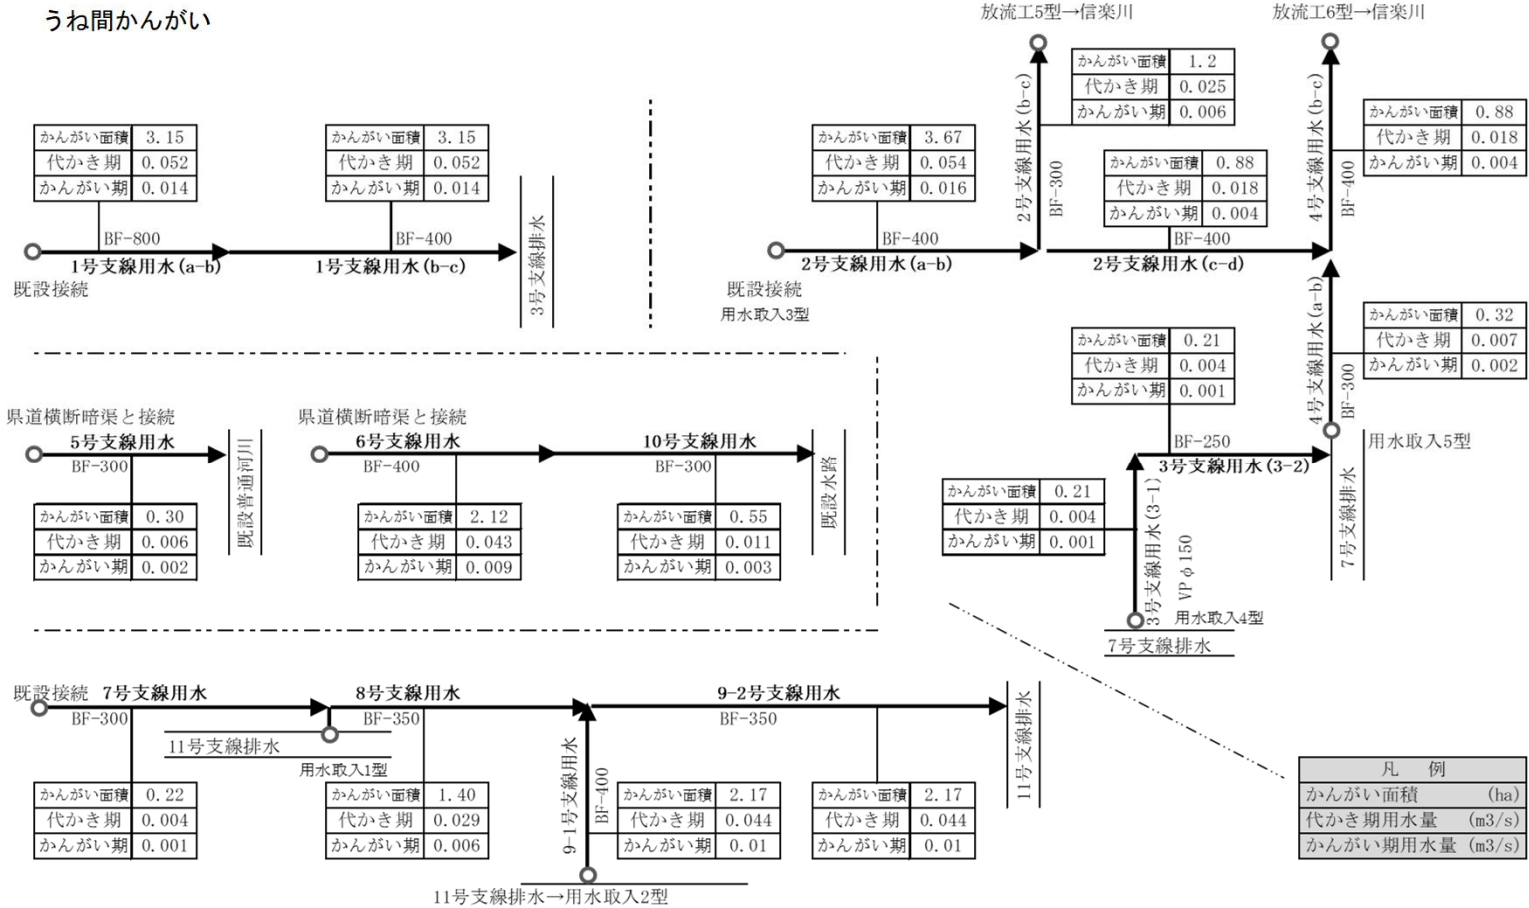 うね間かんがい
放流工5型→信楽川
放流工6型→信楽川
かんがい面積 3.15
代かき期 0.052
かんがい期 0.014
BF-800
1号支線用水(a-b)
既設接続
かんがい面積 3.15
代かき期 0.052
かんがい期 0.014
BF-400
1号支線用水(b-c)
3号支線排水
かんがい面積 3.67
代かき期 0.054
かんがい期 0.016
BF-400
2号支線用水(a-b)
既設接続
用水取入3型
2号支線用水(b-c)
BF-300
かんがい面積 1.2
代かき期 0.025
かんがい期 0.006
かんがい面積 0.88
代かき期 0.018
かんがい期 0.004
BF-400
2号支線用水(c-d)
4号支線用水(b-c)
BF-400
かんがい面積 0.88
代かき期 0.018
かんがい期 0.004
4号支線用水(a-b)
BF-300
かんがい面積 0.32
代かき期 0.007
かんがい期 0.002
用水取入5型
7号支線排水
かんがい面積 0.21
代かき期 0.004
かんがい期 0.001
BF-250
3号支線用水(3-2)
かんがい面積 0.21
代かき期 0.004
かんがい期 0.001
3号支線用水(3-1)
VPφ150
用水取入4型
7号支線排水
県道横断暗渠と接続
5号支線用水
BF-300
既設普通河川
かんがい面積 0.30
代かき期 0.006
かんがい期 0.002
県道横断暗渠と接続
6号支線用水
BF-400
かんがい面積 2.12
代かき期 0.043
かんがい期 0.009
10号支線用水
BF-300
既設水路
かんがい面積 0.55
代かき期 0.011
かんがい期 0.003
既設接続
7号支線用水
BF-300
11号支線排水
用水取入1型
かんがい面積 0.22
代かき期 0.004
かんがい期 0.001
8号支線用水
BF-350
かんがい面積 1.40
代かき期 0.029
かんがい期 0.006
9-1号支線用水
BF-400
かんがい面積 2.17
代かき期 0.044
かんがい期 0.01
11号支線排水→用水取入2型
9-2号支線用水
BF-350
11号支線排水
かんがい面積 2.17
代かき期 0.044
かんがい期 0.01
凡 例
かんがい面積 (ha)
代かき期用水量 (m3/s)
かんがい期用水量 (m3/s)